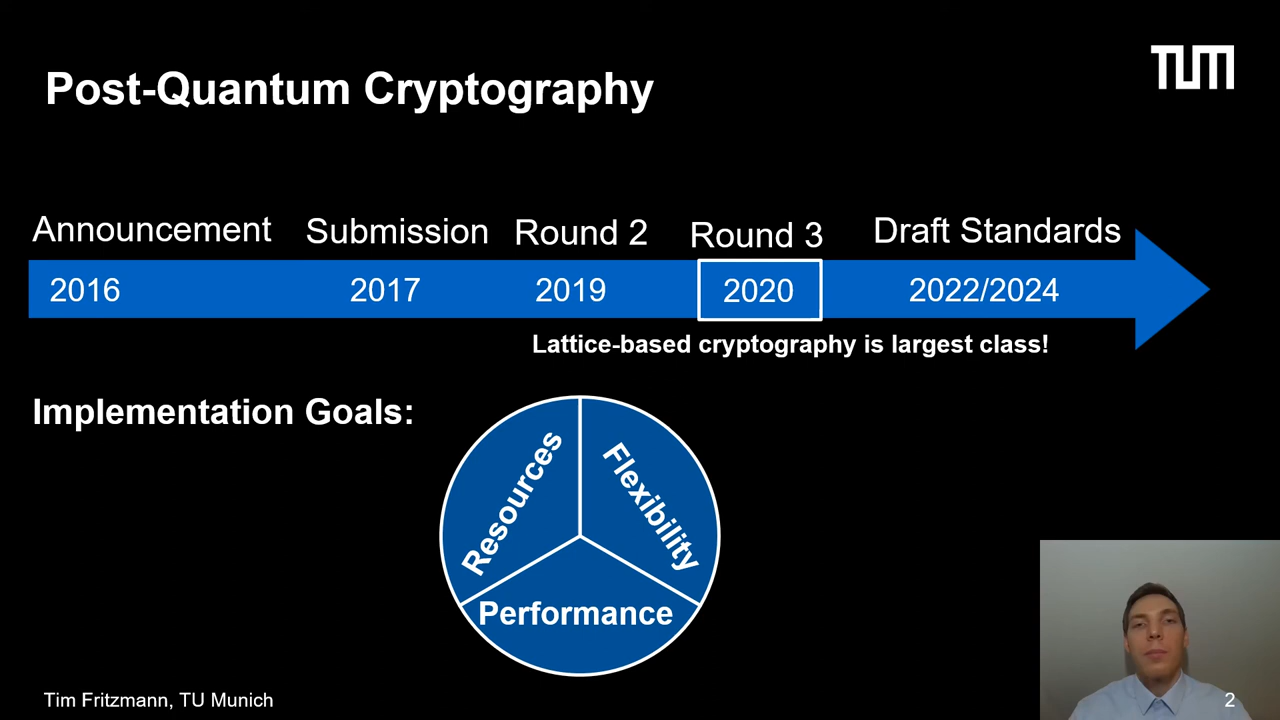 TUM
Post-Quantum Cryptography
Announcement Submission Round 2 Round 3 Draft Standards
2016 2017 2019 2020 2022/2024
Lattice-based cryptography is largest class!
Implementation Goals:
Resources
Flexibility
Performance
Tim Fritzmann, TU Munich
2